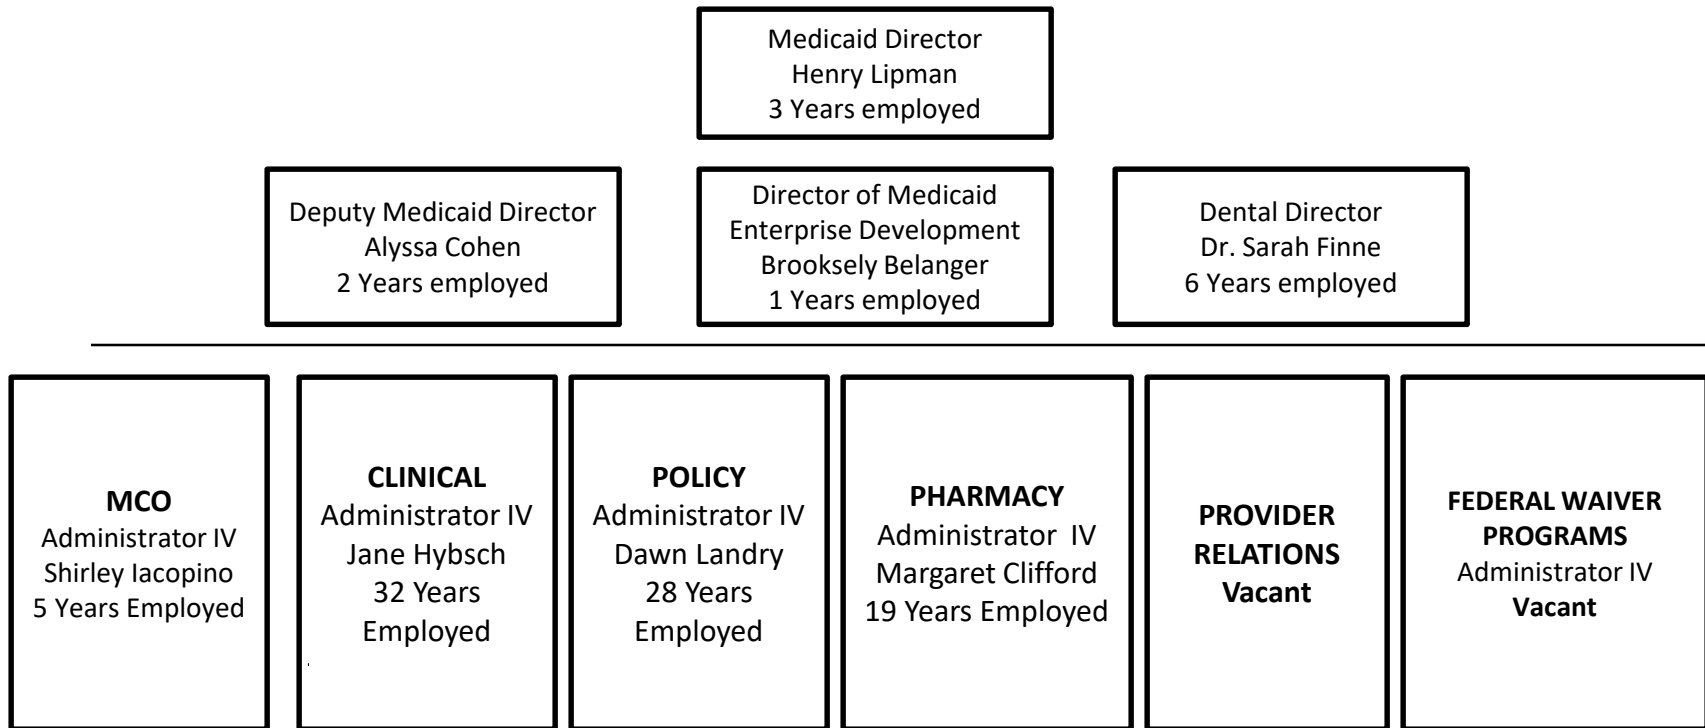 Medicaid Director
Henry Lipman
3 Years employed
Deputy Medicaid Director
Alyssa Cohen
2 Years employed
Director of Medicaid
Enterprise Development
Brooksely Belanger
1 Years employed
Dental Director
Dr. Sarah Finne
6 Years employed
MCO
Administrator IV
Shirley Iacopino
5 Years Employed
CLINICAL
Administrator IV
Jane Hybsch
32 Years
Employed
POLICY
Administrator IV
Dawn Landry
28 Years
Employed
PHARMACY
Administrator IV
Margaret Clifford
19 Years Employed
PROVIDER
RELATIONS
Vacant
FEDERAL WAIVER
PROGRAMS
Administrator IV
Vacant